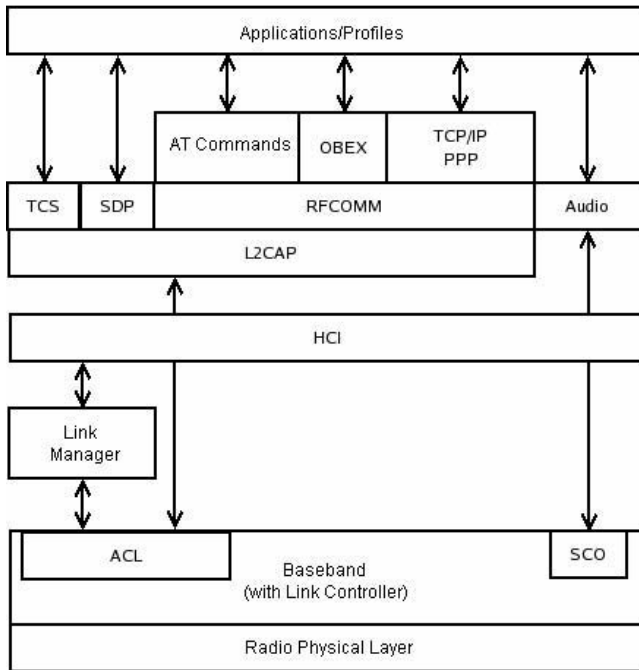 Applications/Profiles
AT Commands
OBEX
TCP/IP
PPP
TCS
SDP
RFCOMM
Audio
L2CAP
HCI
Link
Manager
ACL
SCO
Baseband
(with Link Controller)
Radio Physical Layer